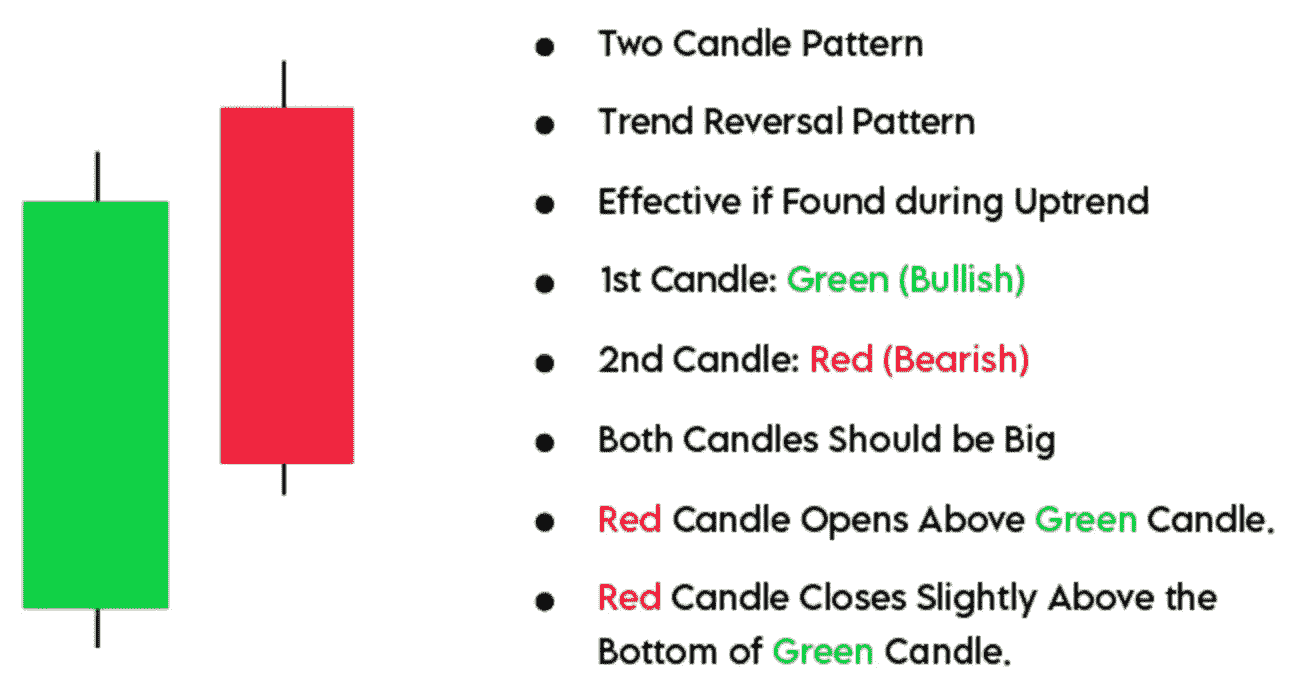 ● Two Candle Pattern
● Trend Reversal Pattern
● Effective if Found during Uptrend
● 1st Candle: Green (Bullish)
● 2nd Candle: Red (Bearish)
● Both Candles Should be Big
● Red Candle Opens Above Green Candle.
● Red Candle Closes Slightly Above the
Bottom of Green Candle.